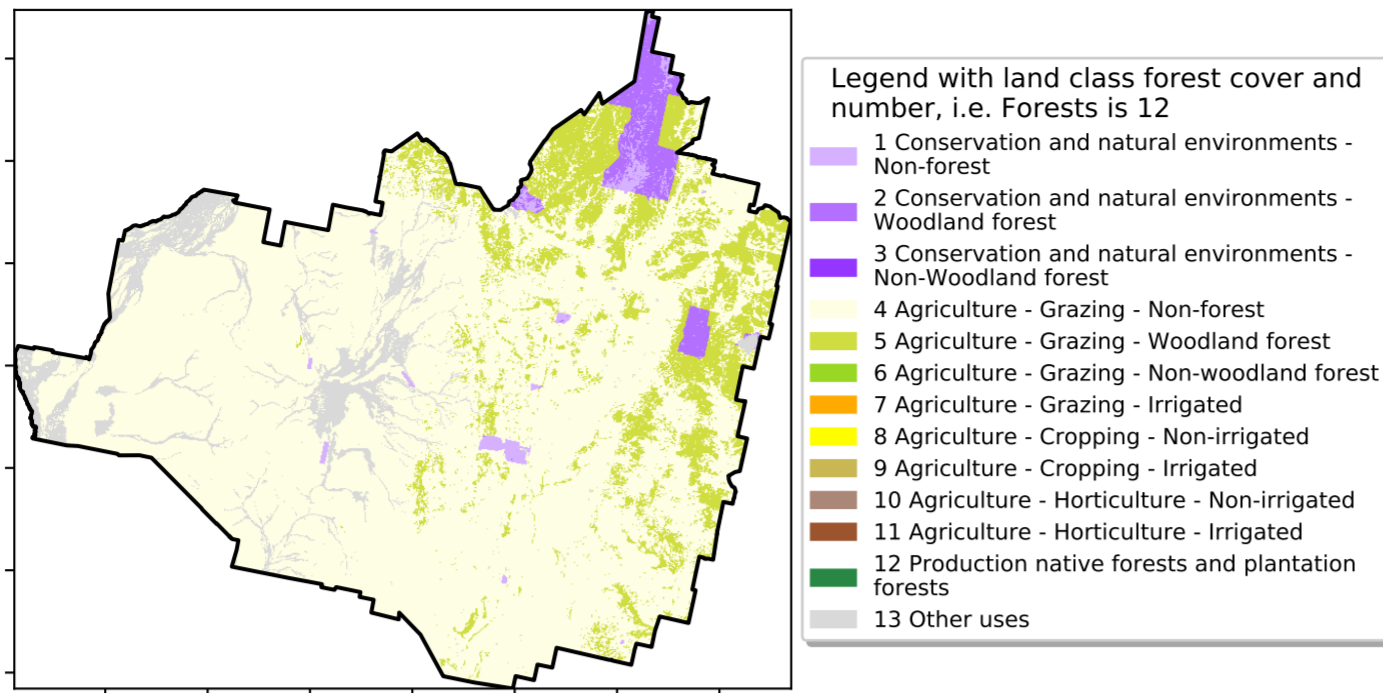 Legend with land class forest cover and
number, i.e. Forests is 12
1 Conservation and natural environments -
Non-forest
2 Conservation and natural environments -
Woodland forest
3 Conservation and natural environments -
Non-Woodland forest
4 Agriculture - Grazing - Non-forest
5 Agriculture - Grazing - Woodland forest
6 Agriculture - Grazing - Non-woodland forest
7 Agriculture - Grazing - Irrigated
8 Agriculture - Cropping - Non-irrigated
9 Agriculture - Cropping - Irrigated
10 Agriculture - Horticulture - Non-irrigated
11 Agriculture - Horticulture - Irrigated
12 Production native forests and plantation
forests
13 Other uses